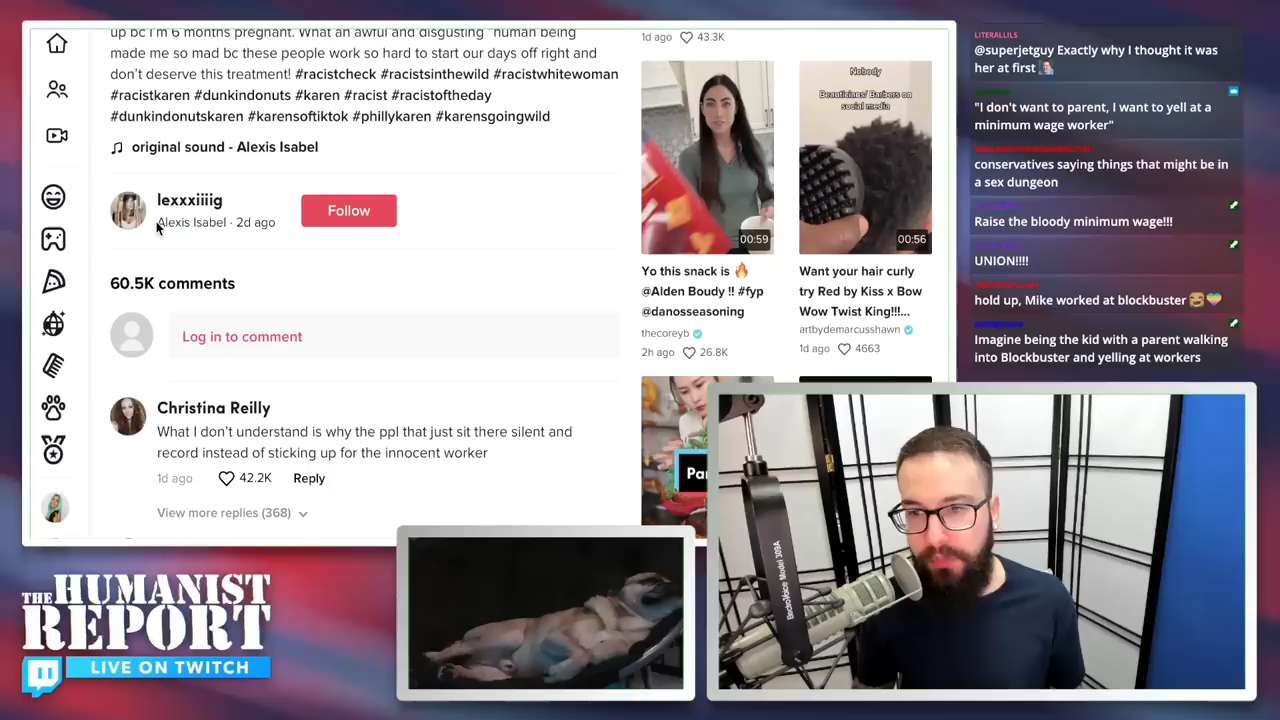 up bc I'm 6 months pregnant. What an awful and disgusting "human being
made me so mad bc these people work so hard to start our days off right and
don't deserve this treatment! #racistcheck #racistsinthewild #racistwhitewoman
#racistkaren #dunkindonuts #karen #racist #racistoftheday
#dunkindonutskaren #karensoftiktok #phillykaren #karensgoingwild
original sound - Alexis Isabel
lexxxiiiig
Alexis Isabel · 2d ago
Follow
60.5K comments
Log in to comment
Christina Reilly
What I don't understand is why the ppl that just sit there silent and
record instead of sticking up for the innocent worker
1d ago
42.2K
Reply
View more replies (368)
1d ago
43.3K
00:59
Yo this snack is 🔥
@Alden Boudy !! #fyp
@danosseasoning
thecoreyb
2h ago
26.8K
Nobody
Beauticians/ Barbers on
social media
00:56
Want your hair curly
try Red by Kiss x Bow
Wow Twist King!!!...
artbydemarcusshawn
1d ago
4663
Par
LITERALLILS
@superjetguy Exactly why I thought it was
her at first
"I don't want to parent, I want to yell at a
minimum wage worker"
conservatives saying things that might be in
a sex dungeon
Raise the bloody minimum wage!!!
UNION!!!!
hold up, Mike worked at blockbuster
Imagine being the kid with a parent walking
into Blockbuster and yelling at workers
THE HUMANIST
REPORT
LIVE ON TWITCH
ElectroVoice Model 309A